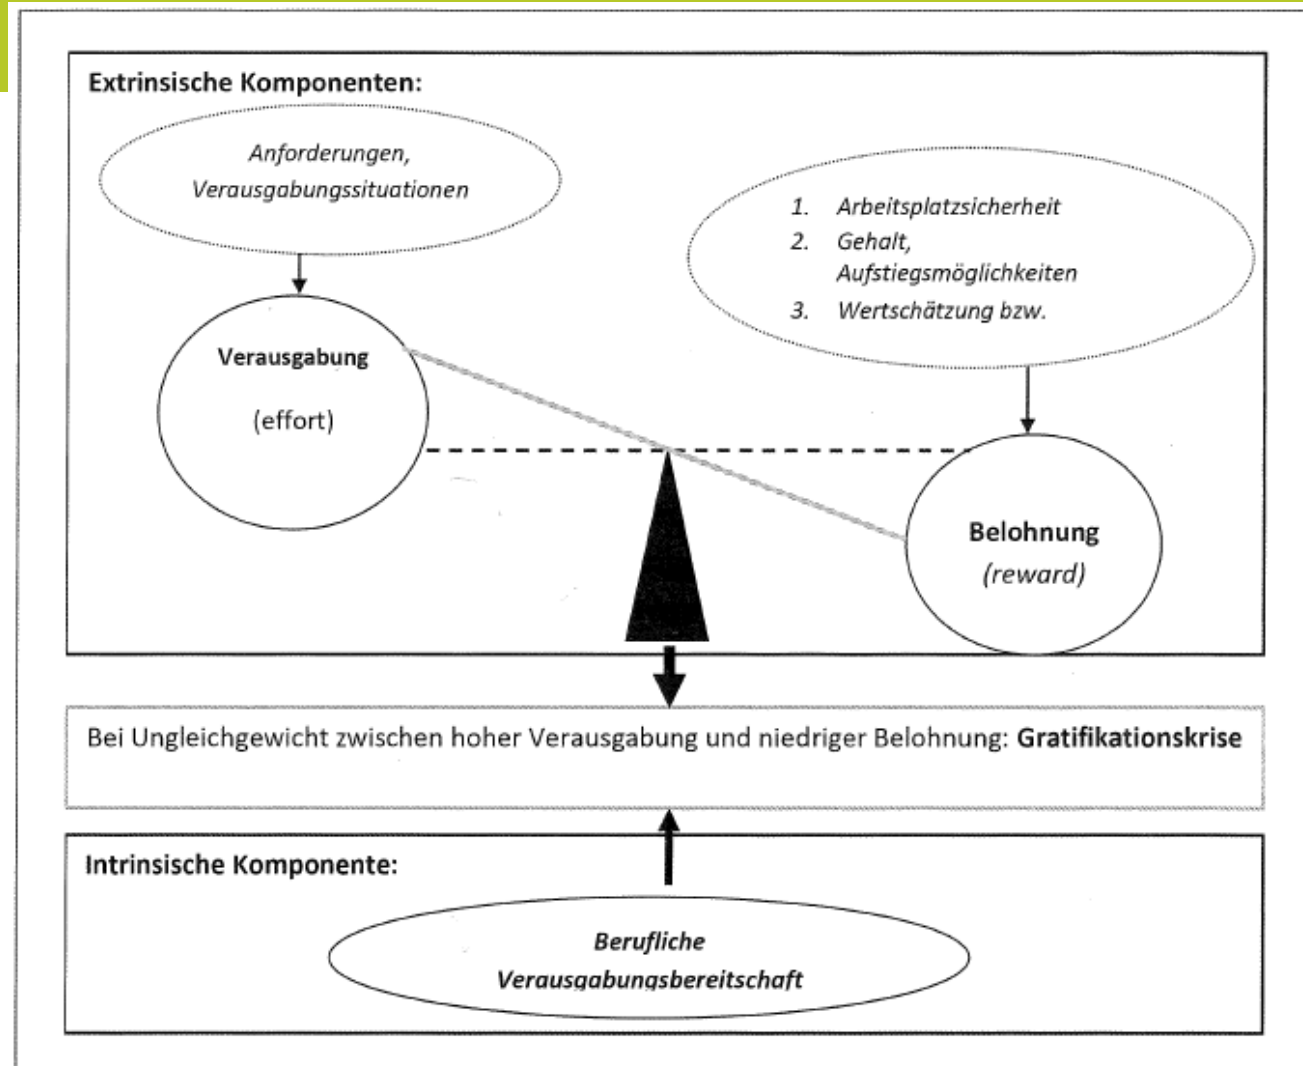 Extrinsische Komponenten:
Anforderungen,
Verausgabungssituationen
1. Arbeitsplatzsicherheit
2. Gehalt,
Aufstiegsmöglichkeiten
3. Wertschätzung bzw.
Verausgabung
(effort)
Belohnung
(reward)
Bei Ungleichgewicht zwischen hoher Verausgabung und niedriger Belohnung: Gratifikationskrise
Intrinsische Komponente:
Berufliche
Verausgabungsbereitschaft